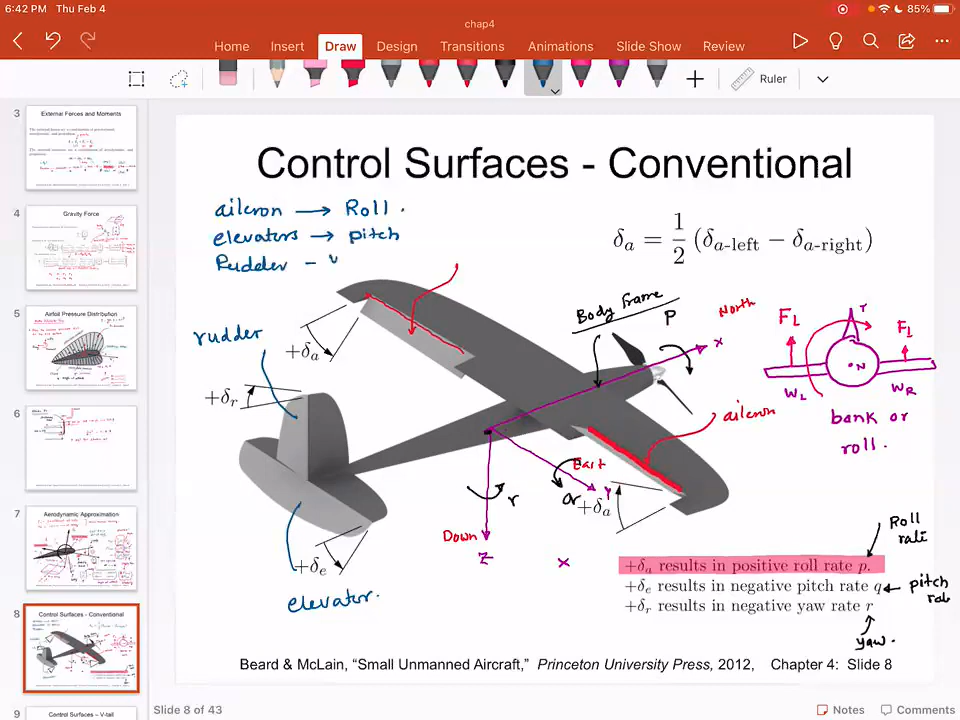 6:42 PM Thu Feb 4
85%
chap4
Home Insert Draw Design Transitions Animations Slide Show Review
Ruler
3
External Forces and Moments
4
Gravity Force
5
Airfoil Pressure Distribution
6
7
Aerodynamic Approximation
8
Control Surfaces - Conventional
9
Control Surfaces – V-tail
Control Surfaces - Conventional
aileron → Roll .
elevators → pitch
Rudder -
δa = 1/2 (δa-left − δa-right)
rudder
+δa
+δr
Body Frame
P
North
x
FL
r
FL
N
WL
WR
bank or
roll.
aileron
East
Y
r
+δa
Down
Z
x
+δe
elevator.
Roll
+δa results in positive roll rate p.
+δe results in negative pitch rate q
pitch
+δr results in negative yaw rate r
yaw.
Beard & McLain, “Small Unmanned Aircraft,” Princeton University Press, 2012, Chapter 4: Slide 8
Slide 8 of 43
Notes
Comments